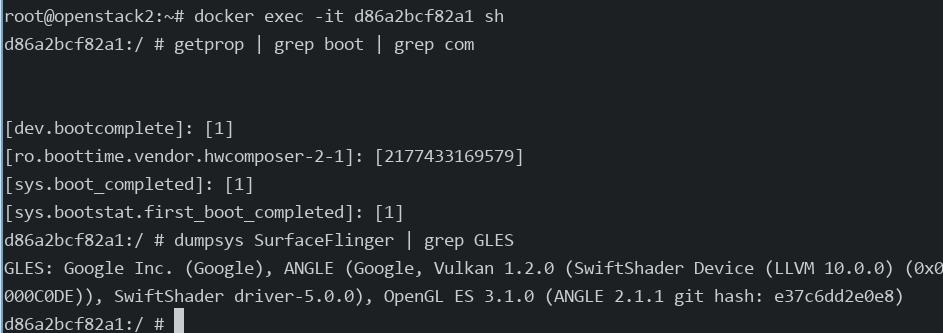 root@openstack2:~# docker exec -it d86a2bcf82a1 sh
d86a2bcf82a1:/ # getprop | grep boot | grep com
[dev.bootcomplete]: [1]
[ro.boottime.vendor.hwcomposer-2-1]: [2177433169579]
[sys.boot_completed]: [1]
[sys.bootstat.first_boot_completed]: [1]
d86a2bcf82a1:/ # dumpsys SurfaceFlinger | grep GLES
GLES: Google Inc. (Google), ANGLE (Google, Vulkan 1.2.0 (SwiftShader Device (LLVM 10.0.0) (0x0
000C0DE)), SwiftShader driver-5.0.0), OpenGL ES 3.1.0 (ANGLE 2.1.1 git hash: e37c6dd2e0e8)
d86a2bcf82a1:/ #